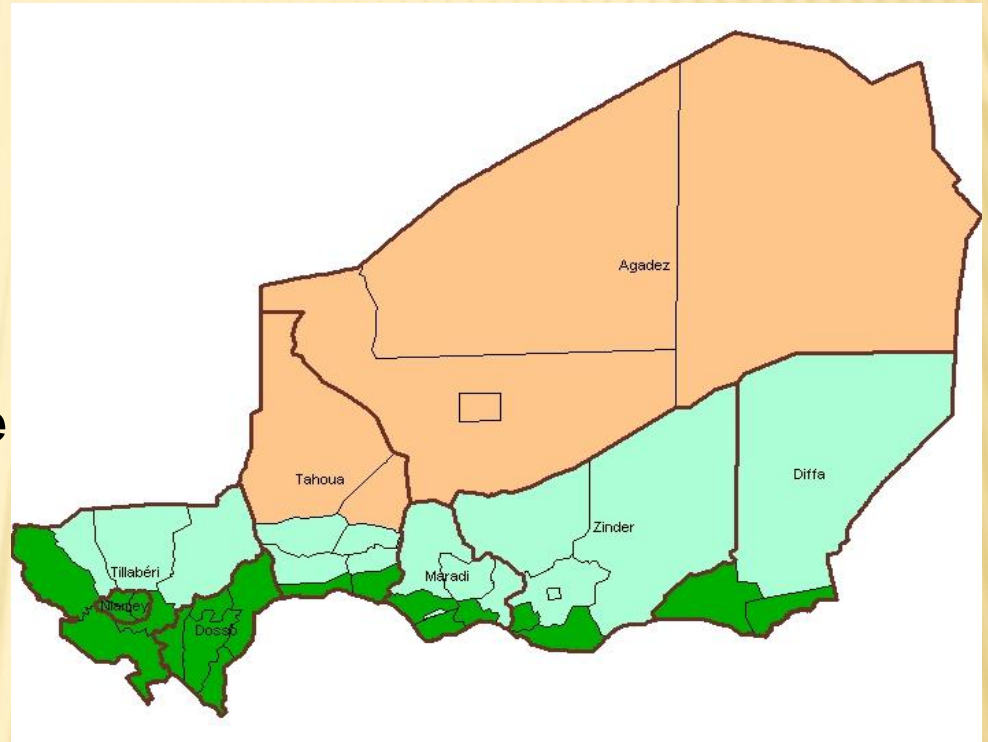 Agadez
Tahoua
Diffa
Zinder
Tillabéri
Maradi
Niamey
Dosso